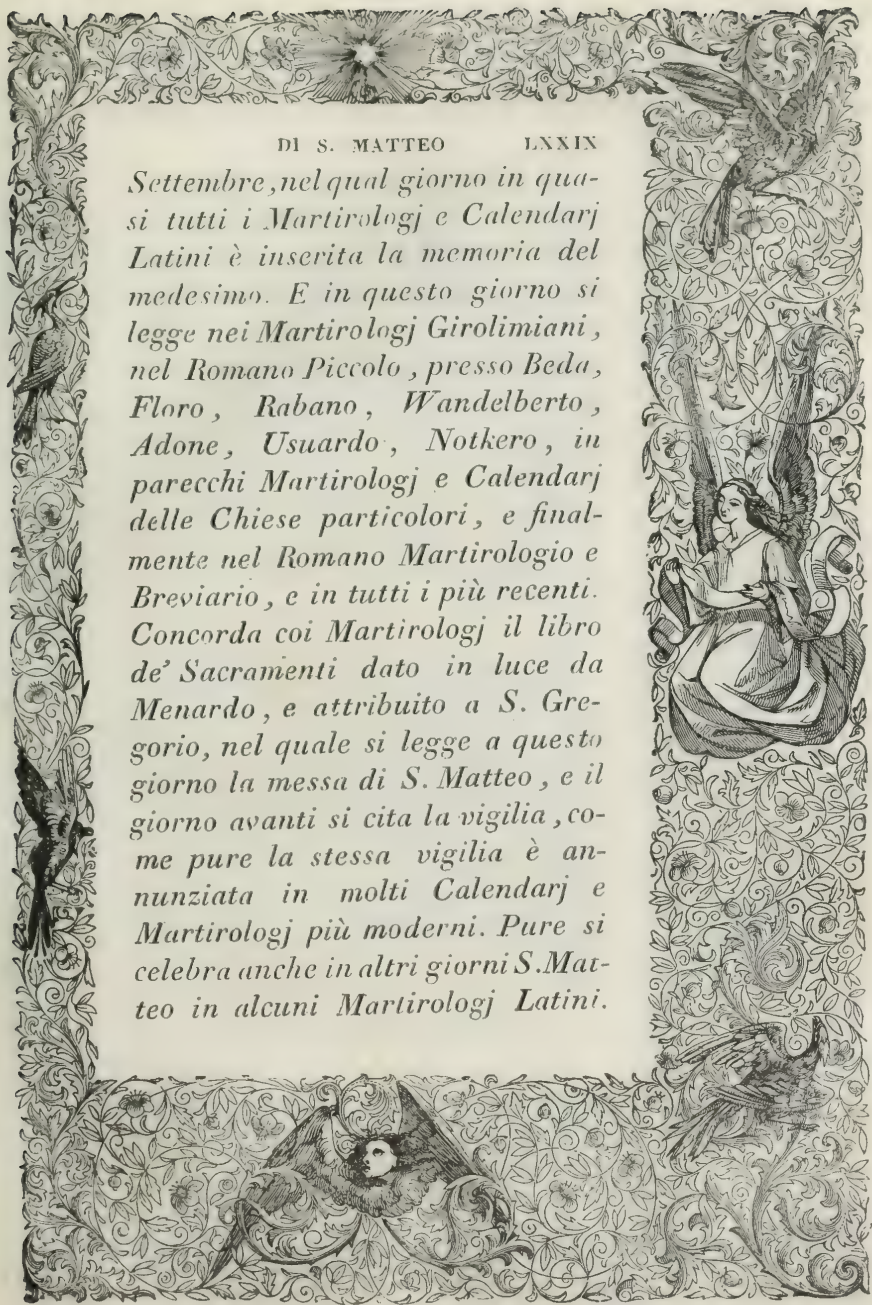 DI S. MATTEO LXXIX
Settembre, nel qual giorno in qua-
si tutti i Martirologj e Calendarj
Latini è inserita la memoria del
medesimo. E in questo giorno si
legge nei Martirologj Girolimiani,
nel Romano Piccolo, presso Beda,
Floro, Rabano, Wandelberto,
Adone, Usuardo, Notkero, in
parecchi Martirologj e Calendarj
delle Chiese particolori, e final-
mente nel Romano Martirologio e
Breviario, e in tutti i più recenti.
Concorda coi Martirologj il libro
de' Sacramenti dato in luce da
Menardo, e attribuito a S. Gre-
gorio, nel quale si legge a questo
giorno la messa di S. Matteo, e il
giorno avanti si cita la vigilia, co-
me pure la stessa vigilia è an-
nunziata in molti Calendarj e
Martirologj più moderni. Pure si
celebra anche in altri giorni S. Mat-
teo in alcuni Martirologj Latini.